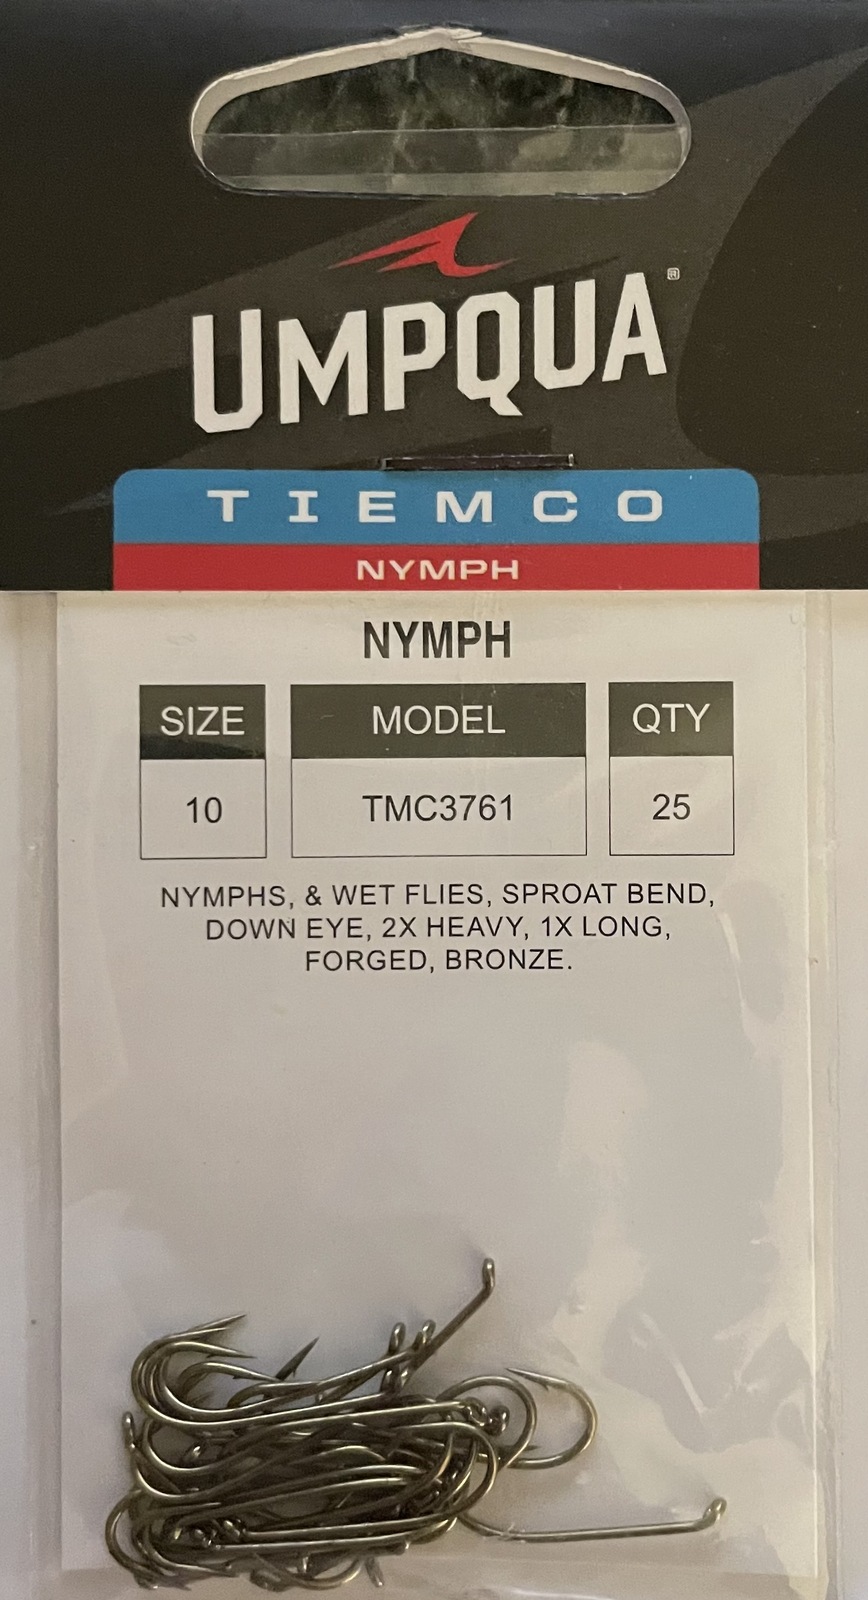 UMPQUA®
TIEMCO
NYMPH
NYMPH
SIZE MODEL QTY
10 TMC3761 25
NYMPHS, & WET FLIES, SPROAT BEND,
DOWN EYE, 2X HEAVY, 1X LONG,
FORGED, BRONZE.